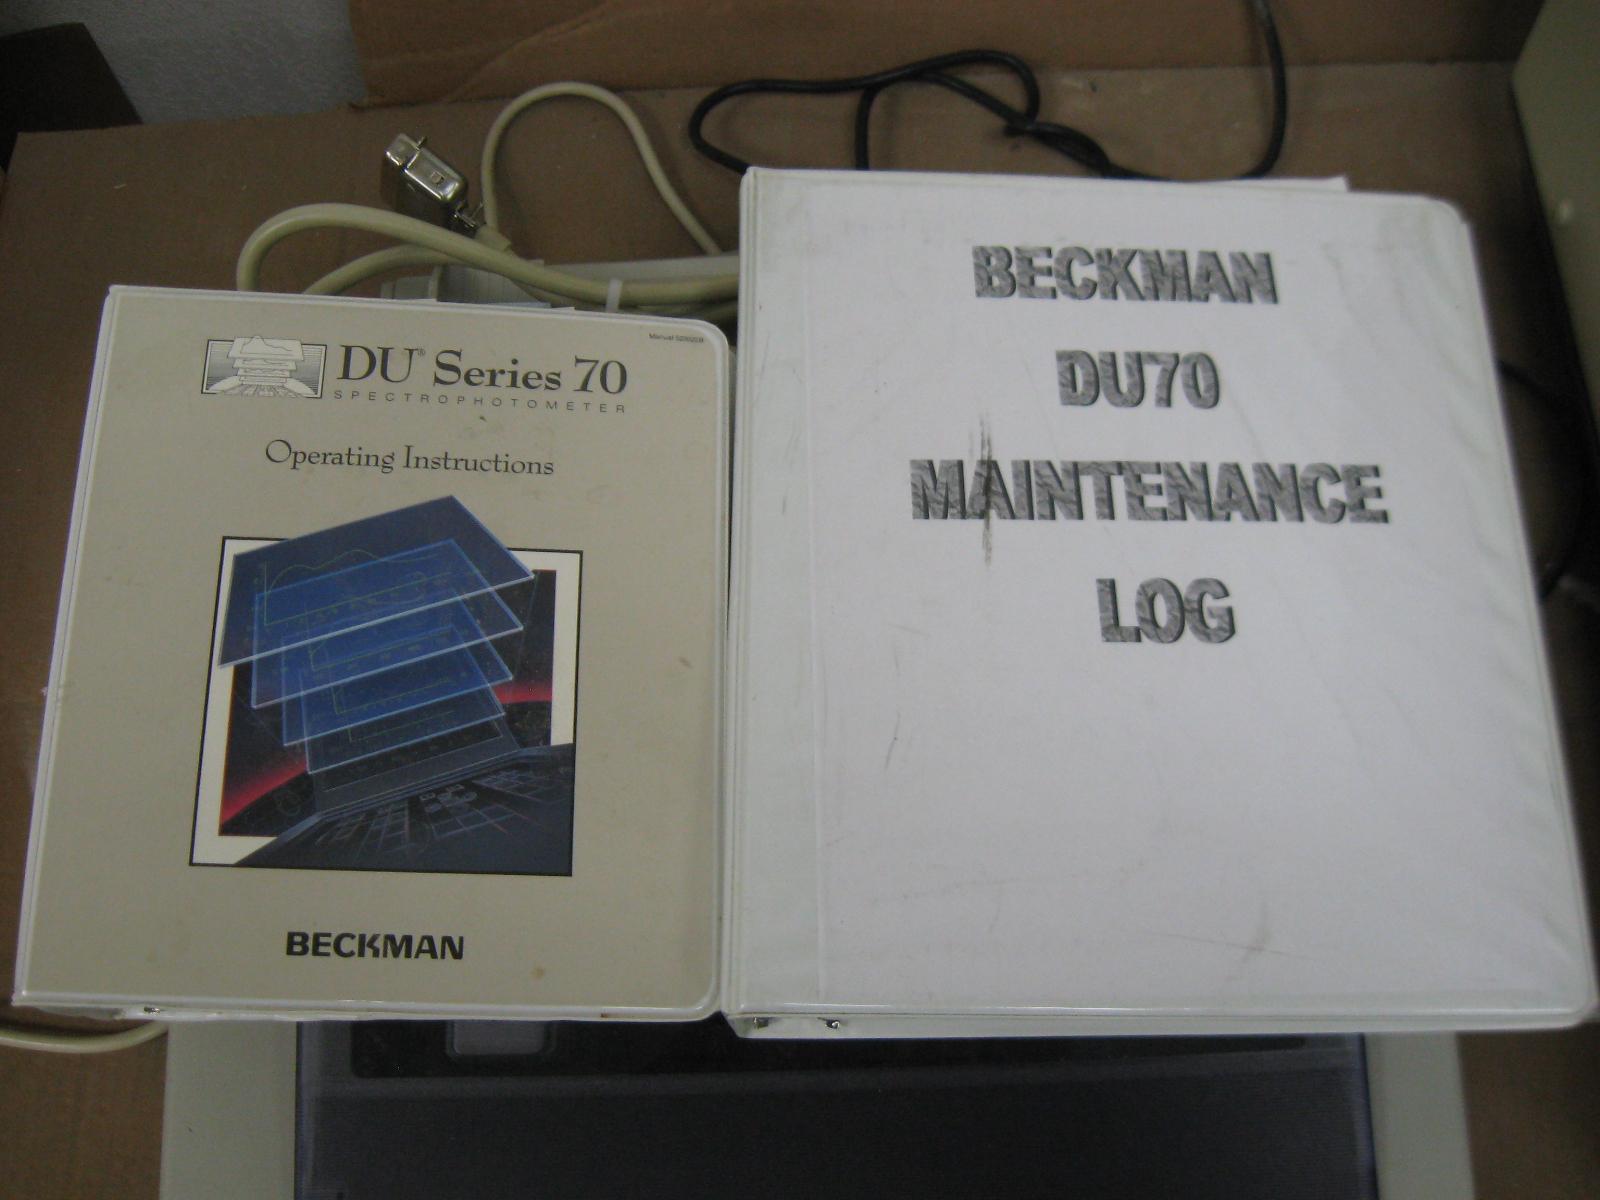 DU® Series 70
SPECTROPHOTOMETER
Operating Instructions
BECKMAN
BECKMAN
DU70
MAINTENANCE
LOG